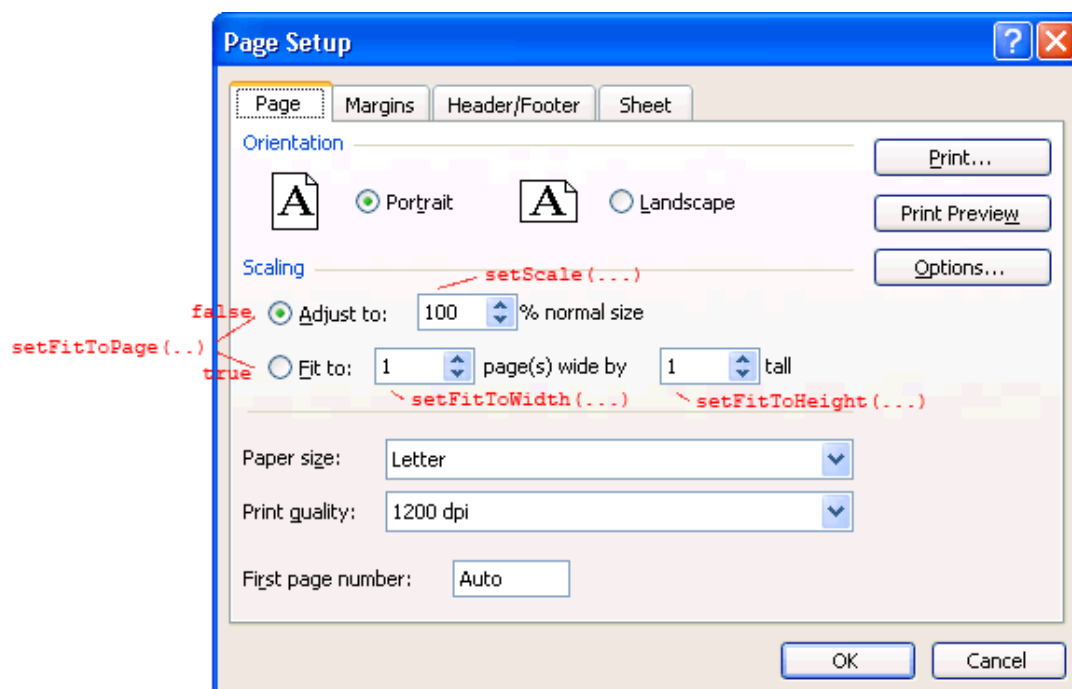 Page Setup
Page Margins Header/Footer Sheet
Orientation
Print...
A Portrait A Landscape
Print Preview
Scaling
Options...
setScale(...)
false Adjust to: 100 % normal size
setFitToPage(..)
true Fit to: 1 page(s) wide by 1 tall
setFitToWidth(...) setFitToHeight(...)
Paper size: Letter
Print quality: 1200 dpi
First page number: Auto
OK Cancel